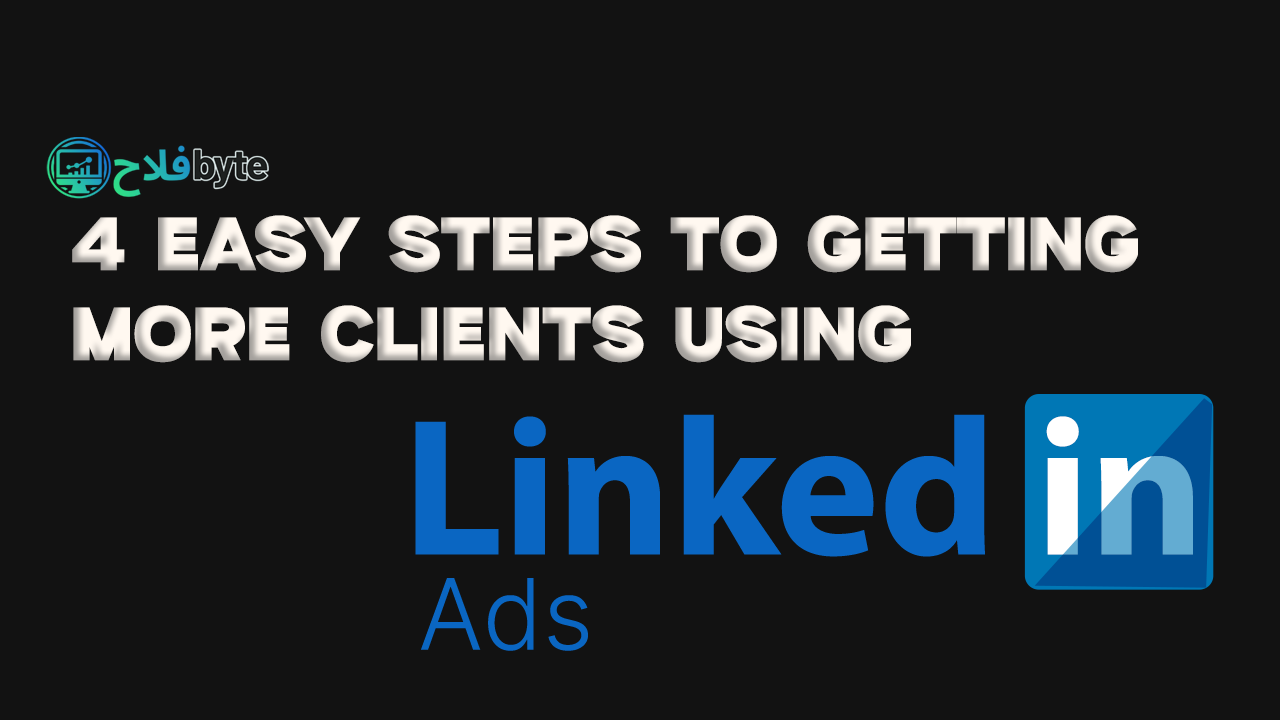 فلاحbyte
4 EASY STEPS TO GETTING
MORE CLIENTS USING
Linked in
Ads